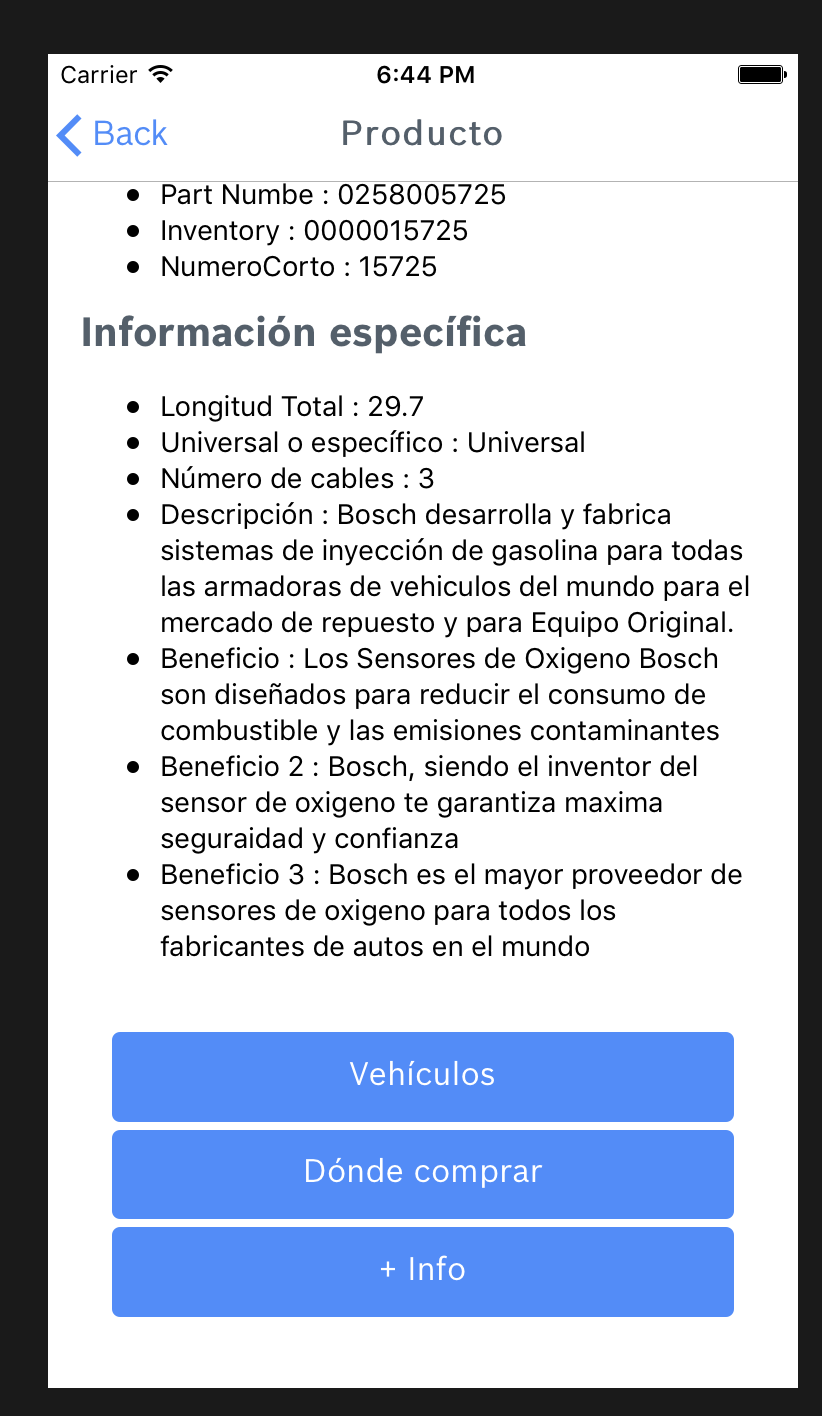 Carrier 6:44 PM
Back Producto
• Part Numbe : 0258005725
• Inventory : 0000015725
• NumeroCorto : 15725
Información específica
• Longitud Total : 29.7
• Universal o específico : Universal
• Número de cables : 3
• Descripción : Bosch desarrolla y fabrica
sistemas de inyección de gasolina para todas
las armadoras de vehiculos del mundo para el
mercado de repuesto y para Equipo Original.
• Beneficio : Los Sensores de Oxigeno Bosch
son diseñados para reducir el consumo de
combustible y las emisiones contaminantes
• Beneficio 2 : Bosch, siendo el inventor del
sensor de oxigeno te garantiza maxima
seguraidad y confianza
• Beneficio 3 : Bosch es el mayor proveedor de
sensores de oxigeno para todos los
fabricantes de autos en el mundo
Vehículos
Dónde comprar
+ Info